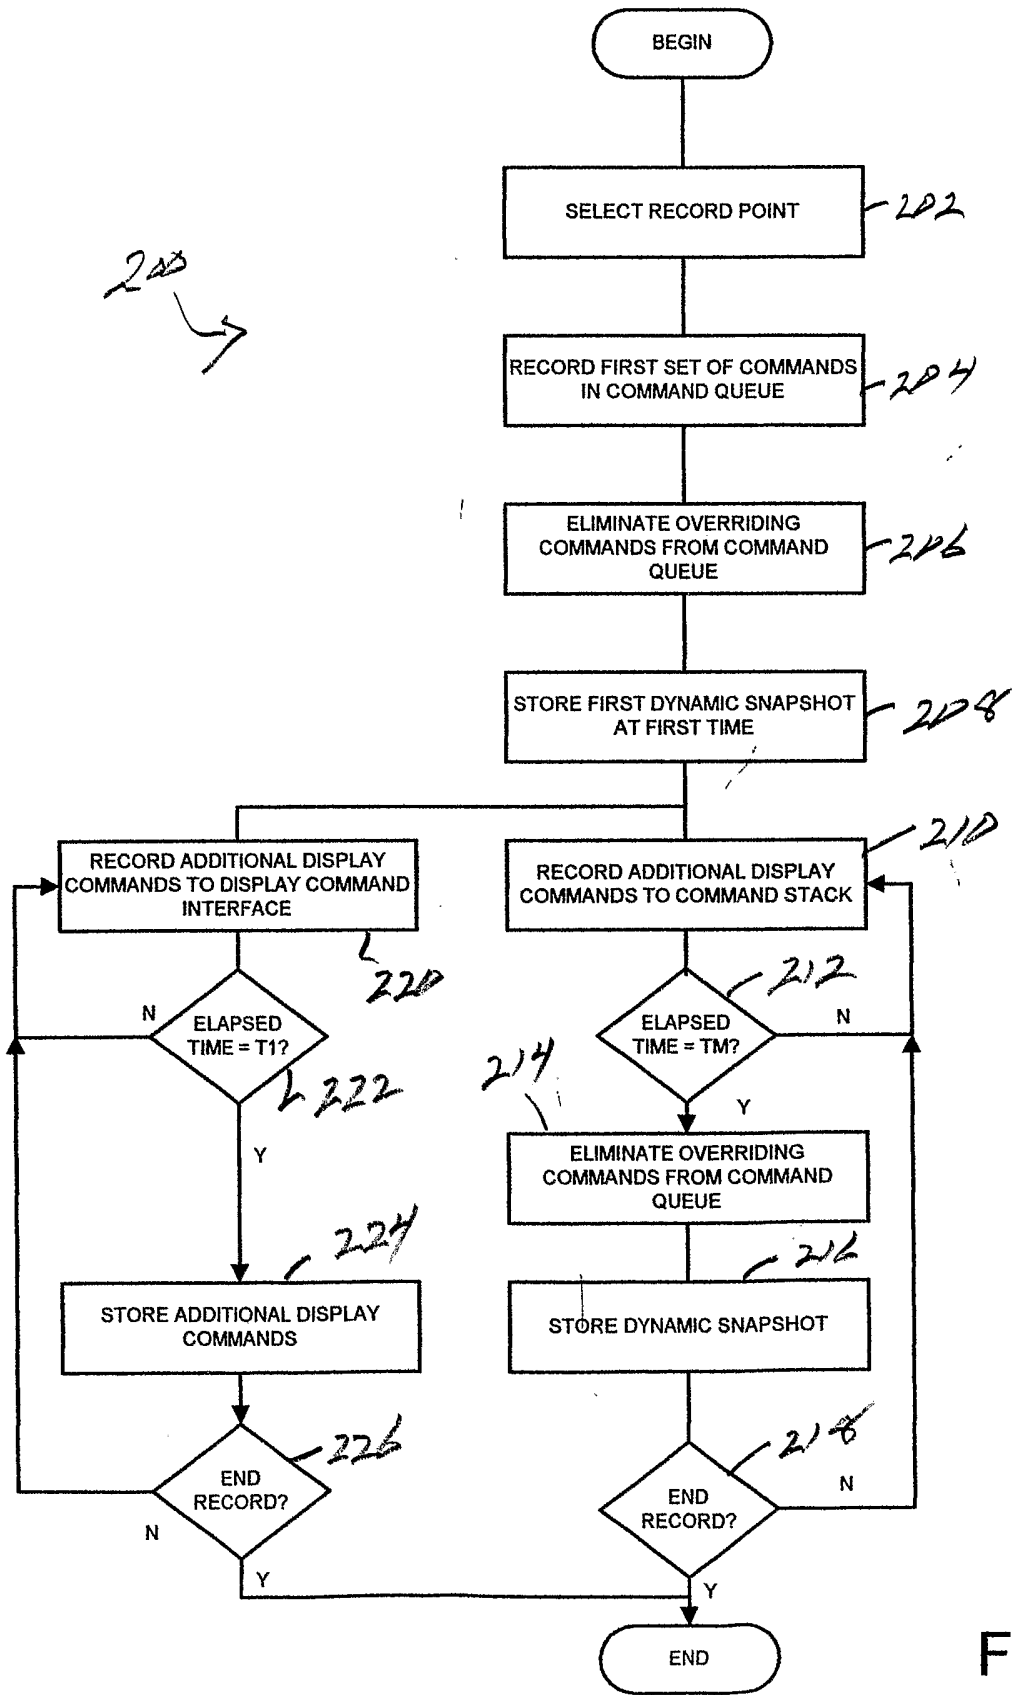 BEGIN
SELECT RECORD POINT
202
200
RECORD FIRST SET OF COMMANDS
IN COMMAND QUEUE
204
ELIMINATE OVERRIDING
COMMANDS FROM COMMAND
QUEUE
206
STORE FIRST DYNAMIC SNAPSHOT
AT FIRST TIME
208
RECORD ADDITIONAL DISPLAY
COMMANDS TO DISPLAY COMMAND
INTERFACE
220
RECORD ADDITIONAL DISPLAY
COMMANDS TO COMMAND STACK
210
ELAPSED
TIME = T1?
N
Y
222
ELAPSED
TIME = TM?
N
Y
212
214
ELIMINATE OVERRIDING
COMMANDS FROM COMMAND
QUEUE
224
STORE ADDITIONAL DISPLAY
COMMANDS
216
STORE DYNAMIC SNAPSHOT
226
END
RECORD?
N
Y
218
END
RECORD?
N
Y
END
F